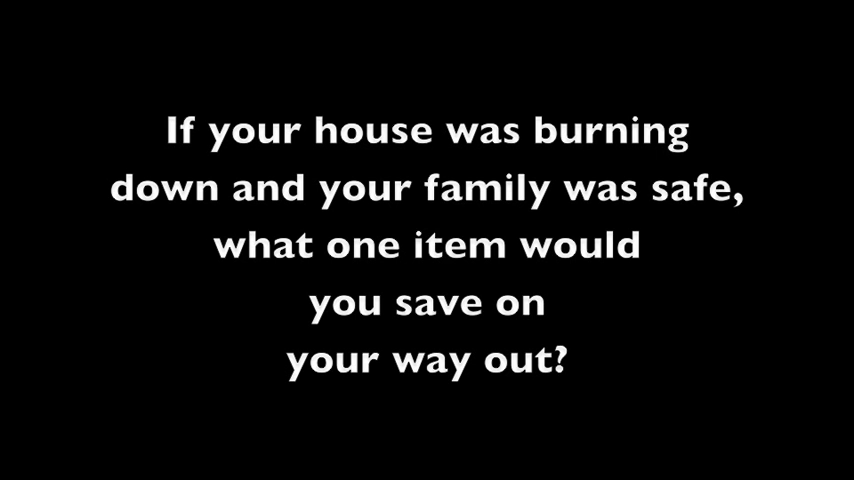 If your house was burning
down and your family was safe,
what one item would
you save on
your way out?